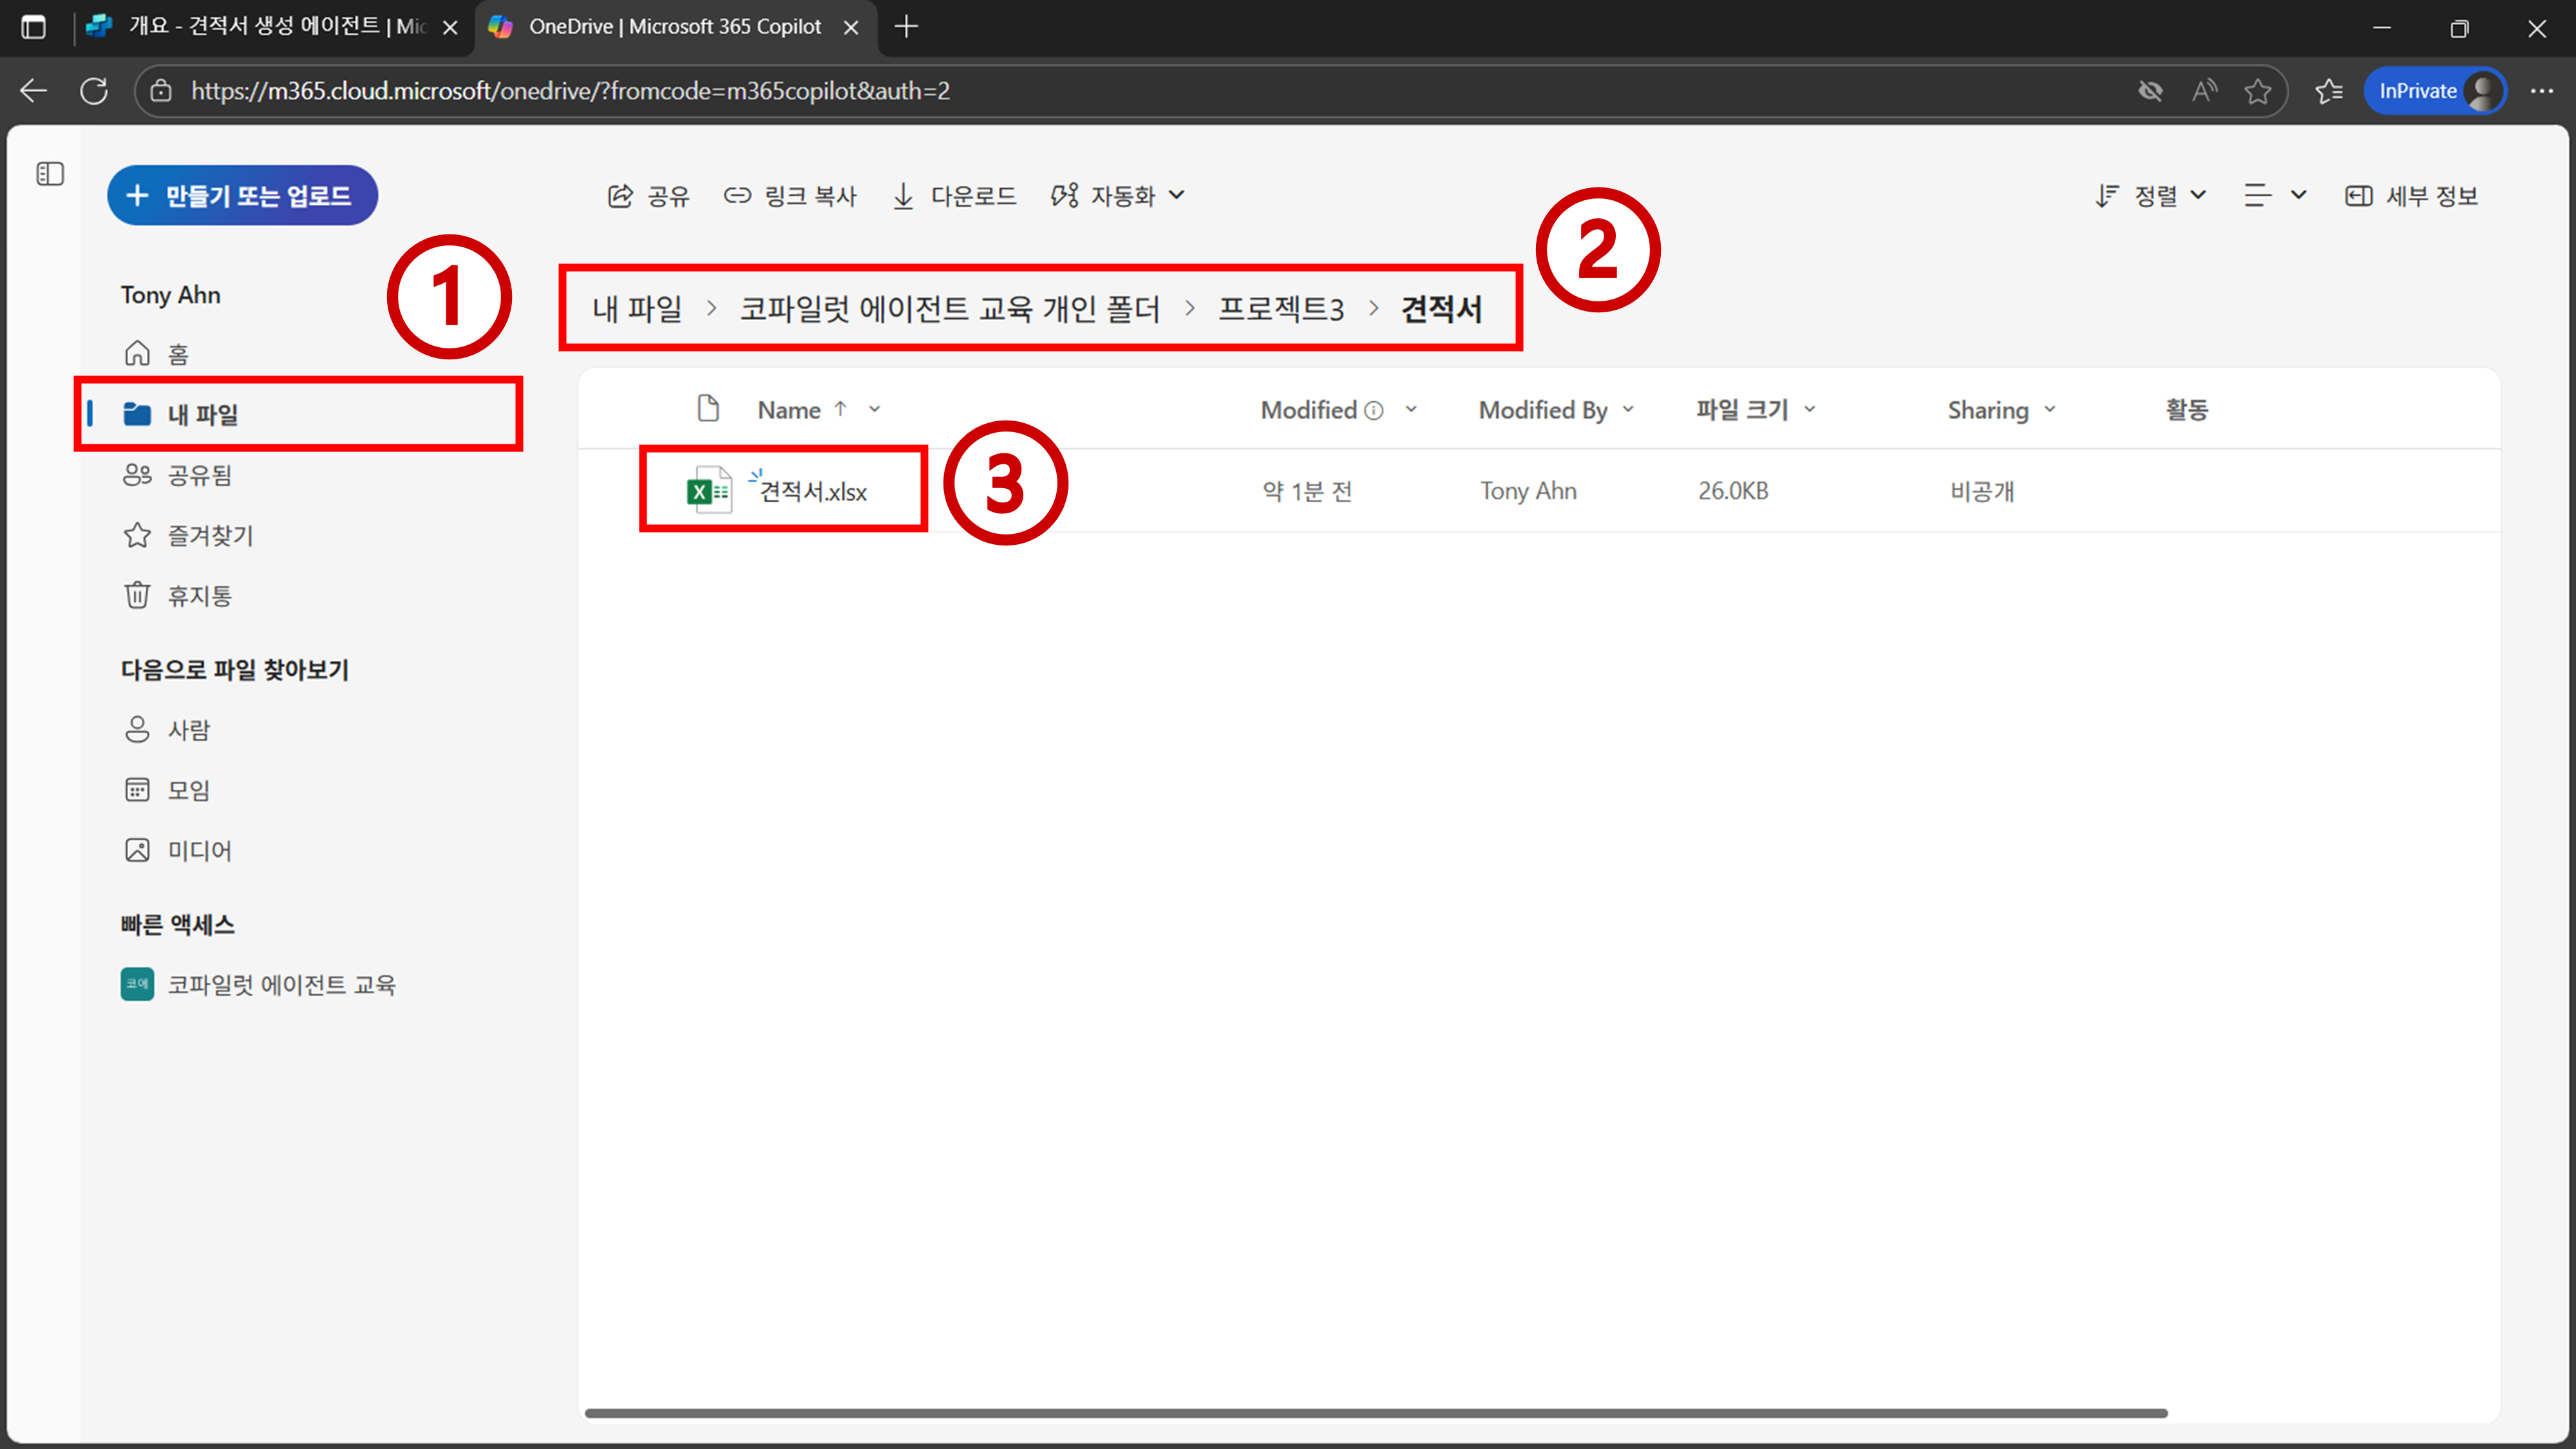 개요 - 견적서 생성 에이전트 | Mic
OneDrive | Microsoft 365 Copilot
https://m365.cloud.microsoft/onedrive/?fromcode=m365copilot&auth=2
InPrivate
만들기 또는 업로드
공유
링크 복사
다운로드
자동화
정렬
세부 정보
Tony Ahn
1
홈
내 파일
공유됨
즐겨찾기
휴지통
다음으로 파일 찾아보기
사람
모임
미디어
빠른 액세스
코에 코파일럿 에이전트 교육
내 파일 > 코파일럿 에이전트 교육 개인 폴더 > 프로젝트3 > 견적서
2
Name Modified Modified By 파일 크기 Sharing 활동
견적서.xlsx 약 1분 전 Tony Ahn 26.0KB 비공개
3